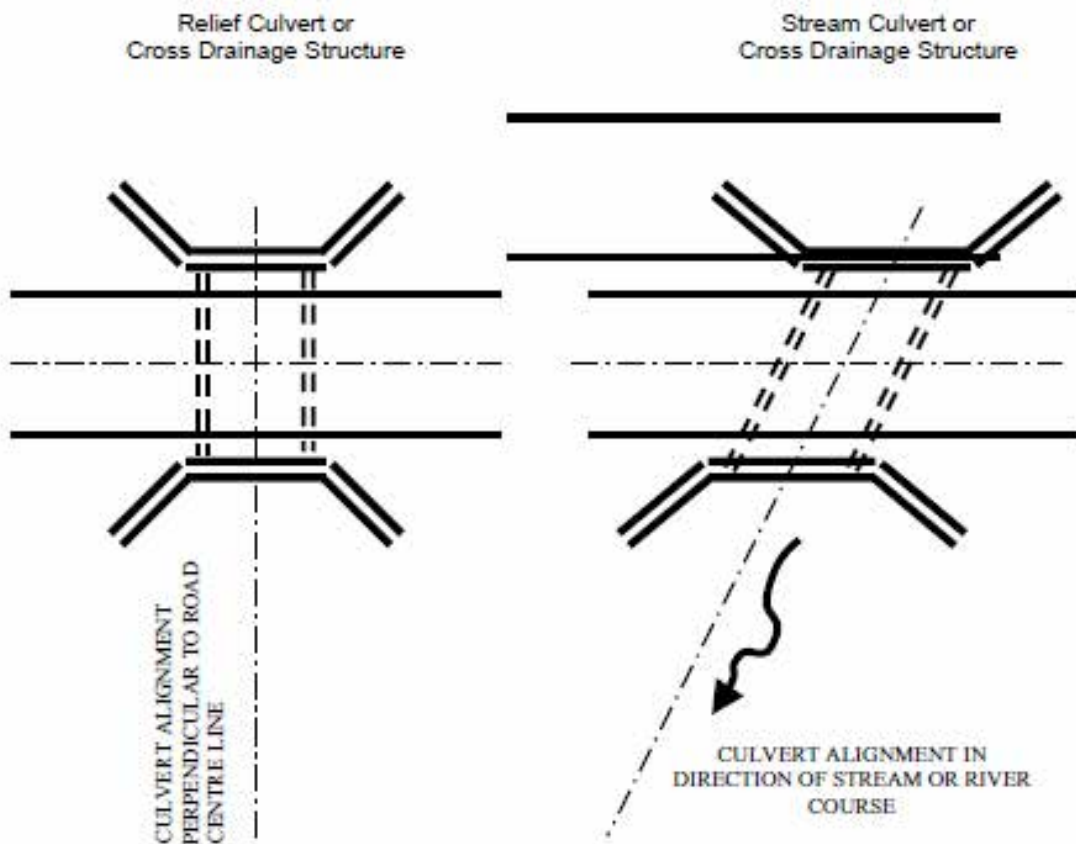 Relief Culvert or
Cross Drainage Structure
Stream Culvert or
Cross Drainage Structure
CULVERT ALIGNMENT
PERPENDICULAR TO ROAD
CENTRE LINE
CULVERT ALIGNMENT IN
DIRECTION OF STREAM OR RIVER
COURSE